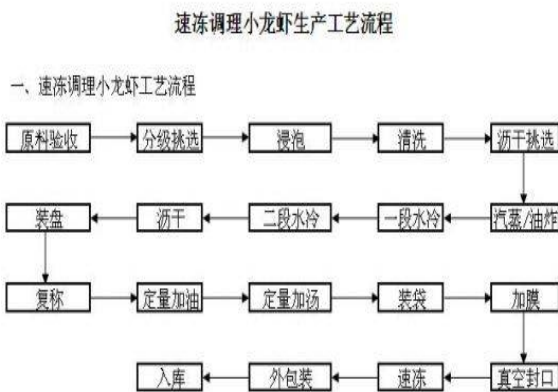 速冻调理小龙虾生产工艺流程
一、速冻调理小龙虾工艺流程
原料验收
分级挑选
浸泡
清洗
沥干挑选
汽蒸/油炸
一段水冷
二段水冷
沥干
装盘
复称
定量加油
定量加汤
装袋
加膜
真空封口
速冻
外包装
入库